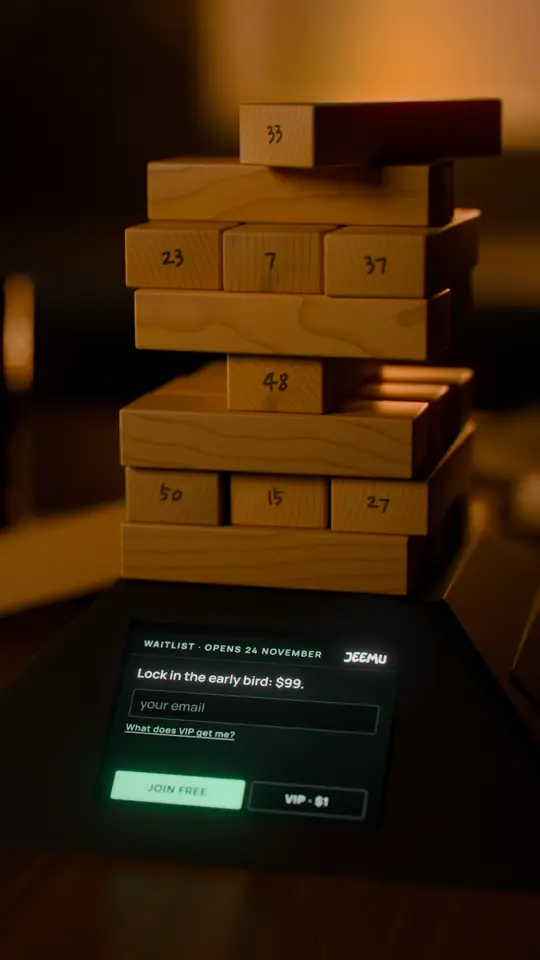 33
23 7 37
48
50 15 27
WAITLIST · OPENS 24 NOVEMBER JEEMU
Lock in the early bird: $99.
your email
What does VIP get me?
JOIN FREE VIP · $1